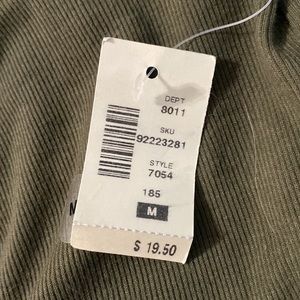 DEPT
8011
SKU
92223281
STYLE
7054
185
M
$ 19.50